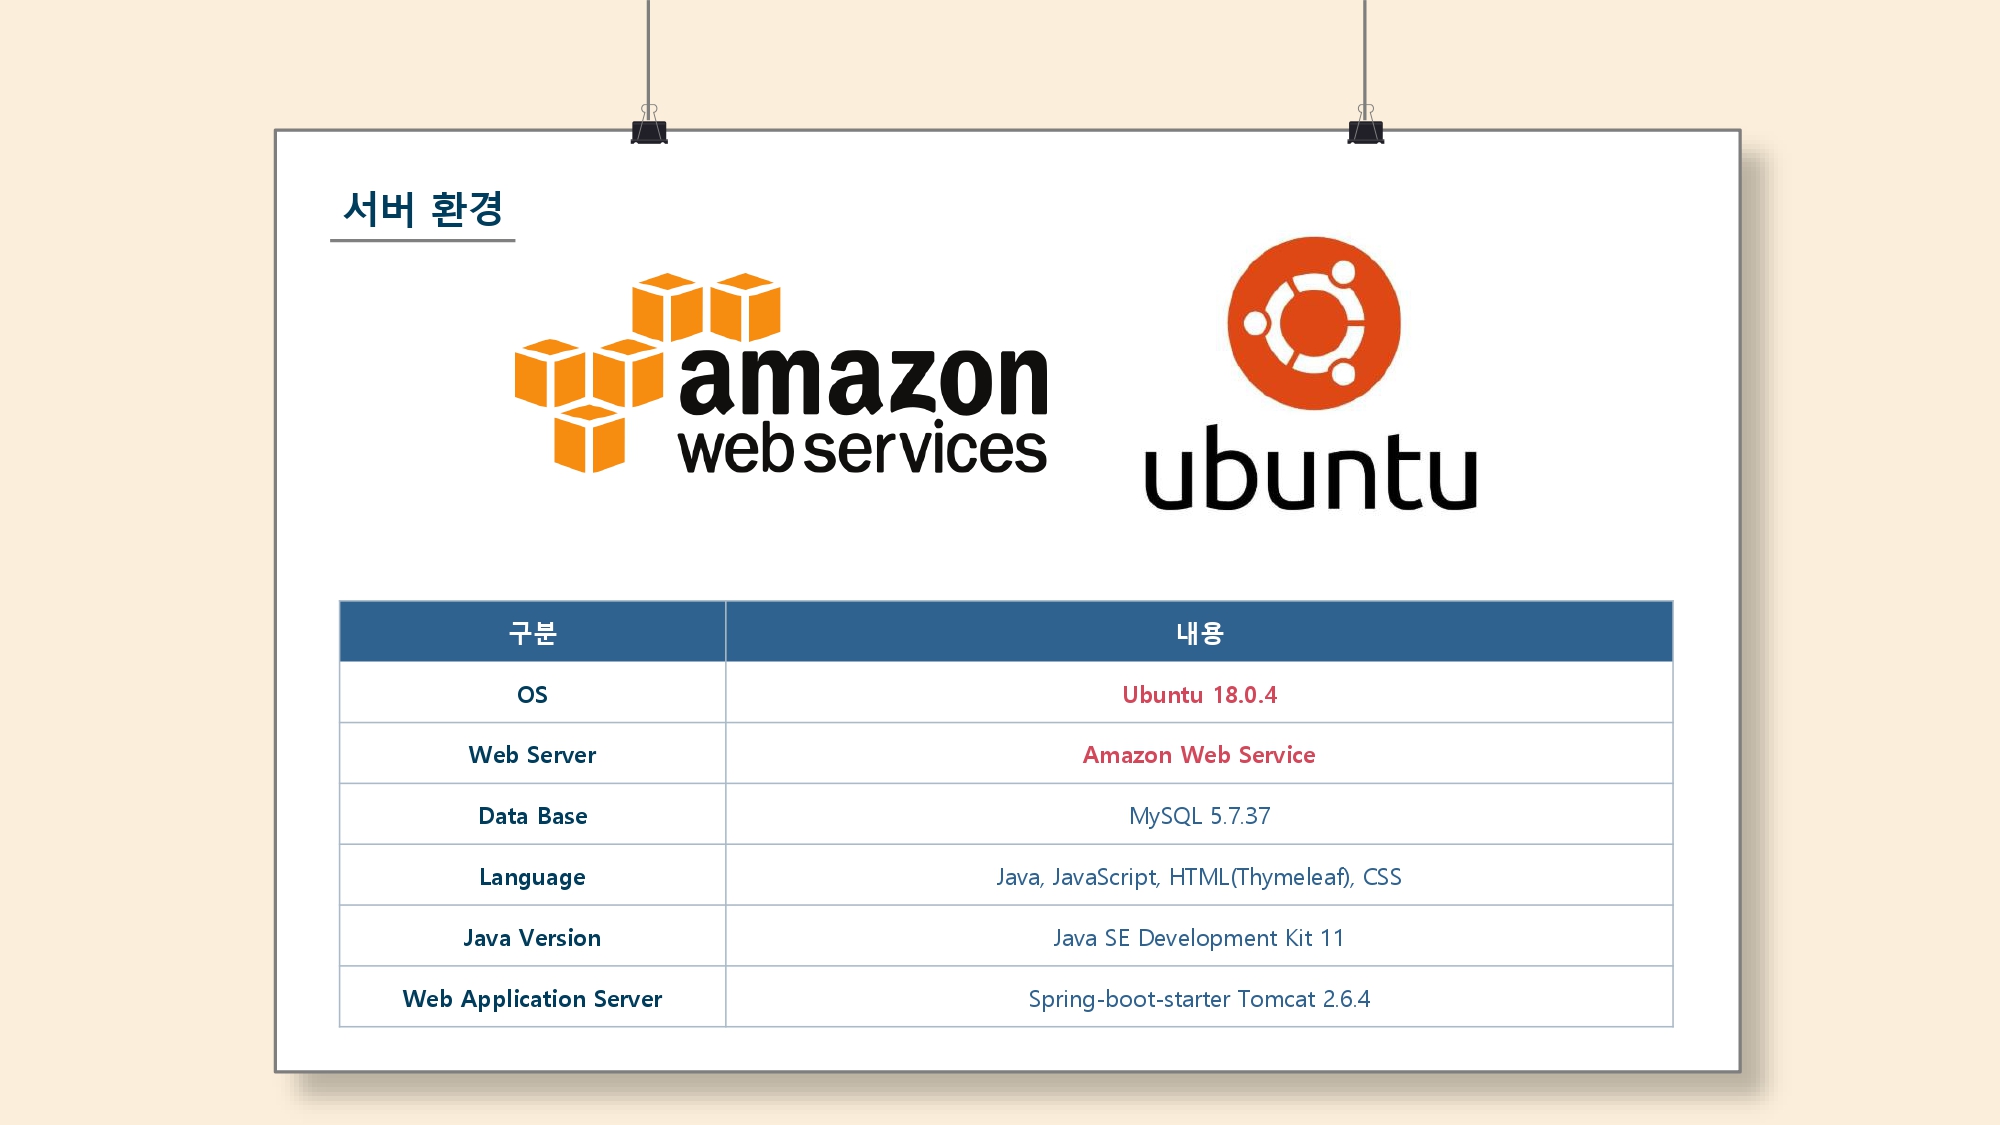 서버 환경
amazon
web services
ubuntu
구분 내용
OS Ubuntu 18.0.4
Web Server Amazon Web Service
Data Base MySQL 5.7.37
Language Java, JavaScript, HTML(Thymeleaf), CSS
Java Version Java SE Development Kit 11
Web Application Server Spring-boot-starter Tomcat 2.6.4